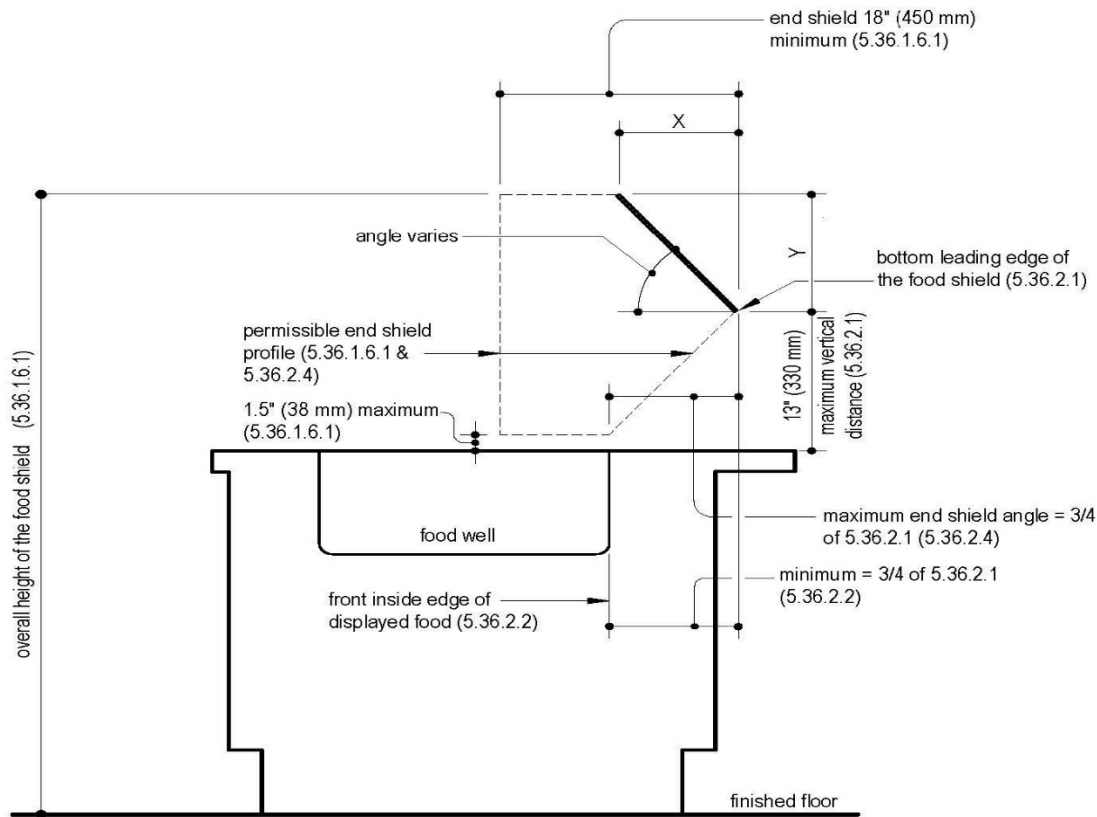 end shield 18" (450 mm)
minimum (5.36.1.6.1)
X
angle varies
Y
bottom leading edge of
the food shield (5.36.2.1)
permissible end shield
profile (5.36.1.6.1 &
5.36.2.4)
13" (330 mm)
maximum vertical
distance (5.36.2.1)
1.5" (38 mm) maximum
(5.36.1.6.1)
overall height of the food shield (5.36.1.6.1)
food well
maximum end shield angle = 3/4
of 5.36.2.1 (5.36.2.4)
minimum = 3/4 of 5.36.2.1
(5.36.2.2)
front inside edge of
displayed food (5.36.2.2)
finished floor